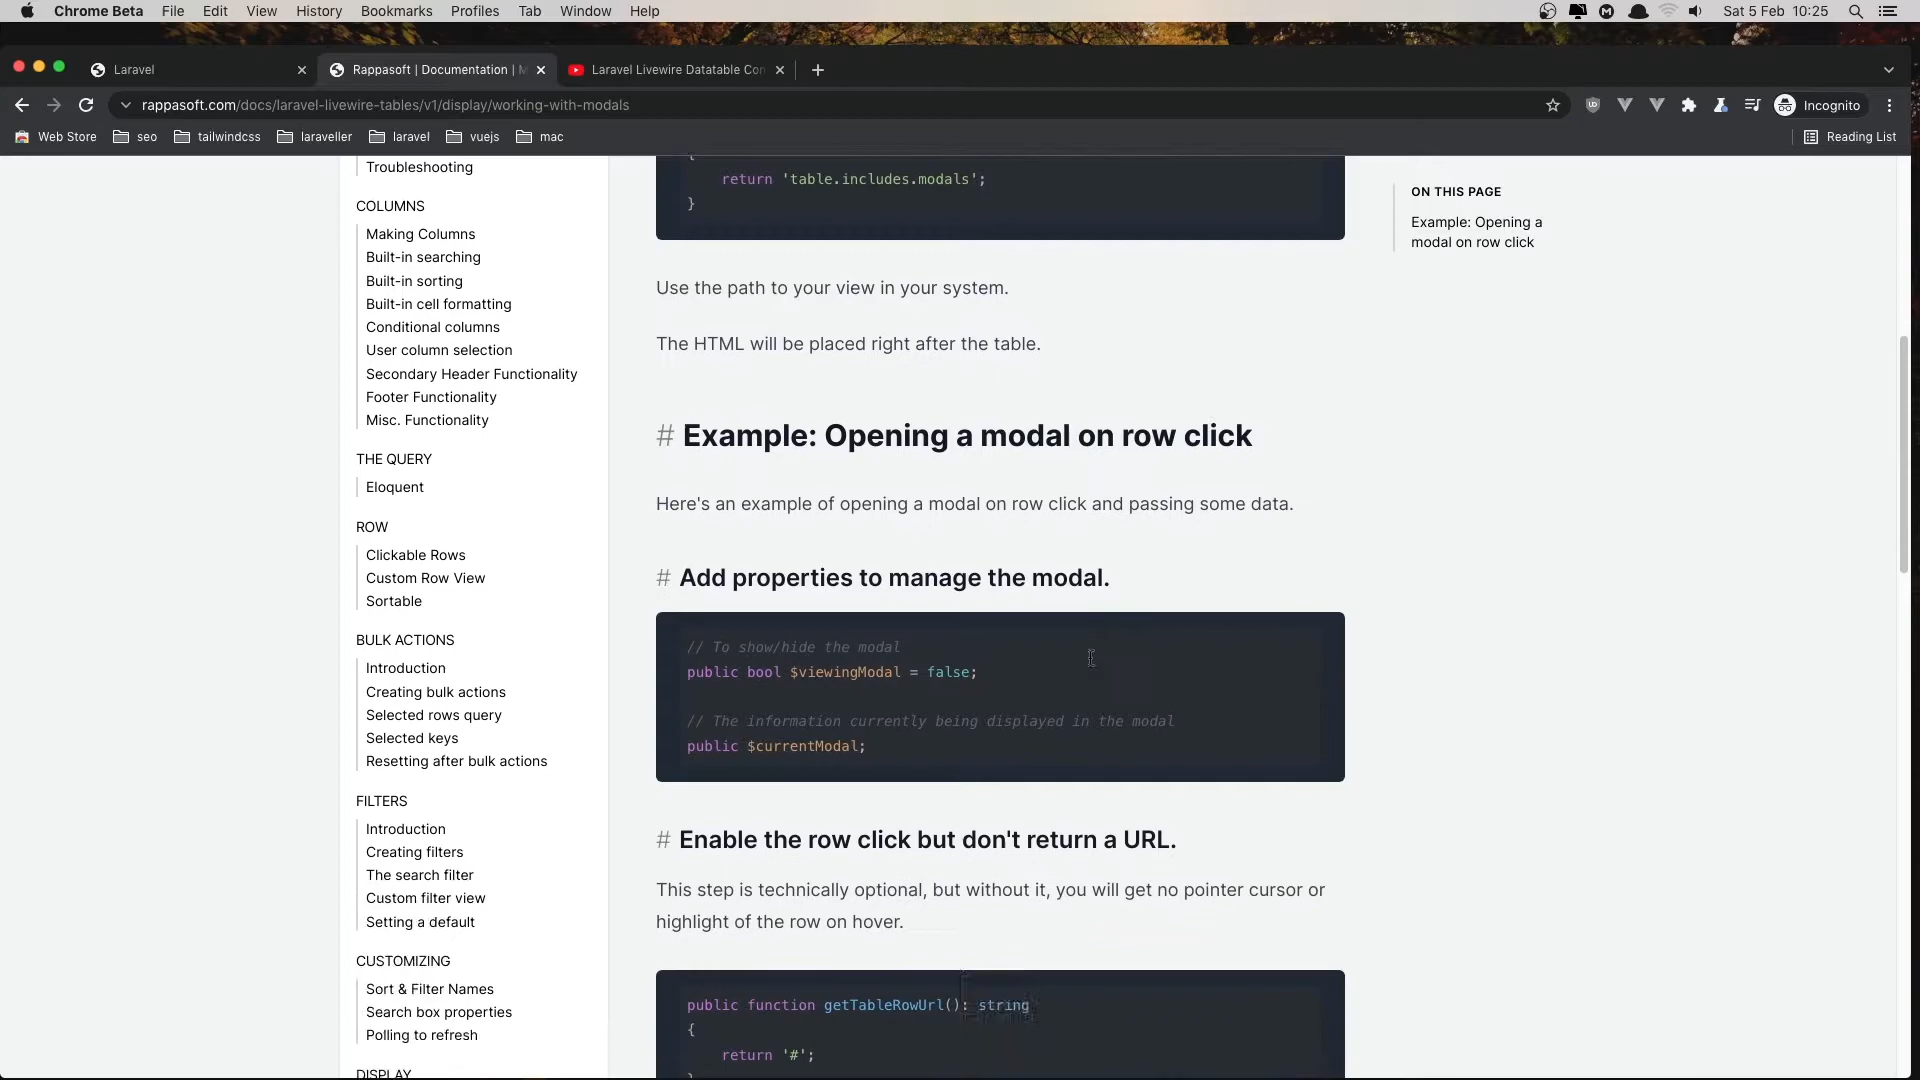 Chrome Beta File Edit View History Bookmarks Profiles Tab Window Help Sat 5 Feb 10:25
Laravel Rappasoft | Documentation | Laravel Livewire Datatable Con
rappasoft.com/docs/laravel-livewire-tables/v1/display/working-with-modals Incognito
Web Store seo tailwindcss laraveller laravel vuejs mac Reading List
Troubleshooting
COLUMNS
Making Columns
Built-in searching
Built-in sorting
Built-in cell formatting
Conditional columns
User column selection
Secondary Header Functionality
Footer Functionality
Misc. Functionality
THE QUERY
Eloquent
ROW
Clickable Rows
Custom Row View
Sortable
BULK ACTIONS
Introduction
Creating bulk actions
Selected rows query
Selected keys
Resetting after bulk actions
FILTERS
Introduction
Creating filters
The search filter
Custom filter view
Setting a default
CUSTOMIZING
Sort & Filter Names
Search box properties
Polling to refresh
DISPLAY
{
return 'table.includes.modals';
}
Use the path to your view in your system.
The HTML will be placed right after the table.
# Example: Opening a modal on row click
Here's an example of opening a modal on row click and passing some data.
# Add properties to manage the modal.
// To show/hide the modal
public bool $viewingModal = false;
// The information currently being displayed in the modal
public $currentModal;
# Enable the row click but don't return a URL.
This step is technically optional, but without it, you will get no pointer cursor or
highlight of the row on hover.
public function getTableRowUrl(): string
{
return '#';
}
ON THIS PAGE
Example: Opening a
modal on row click